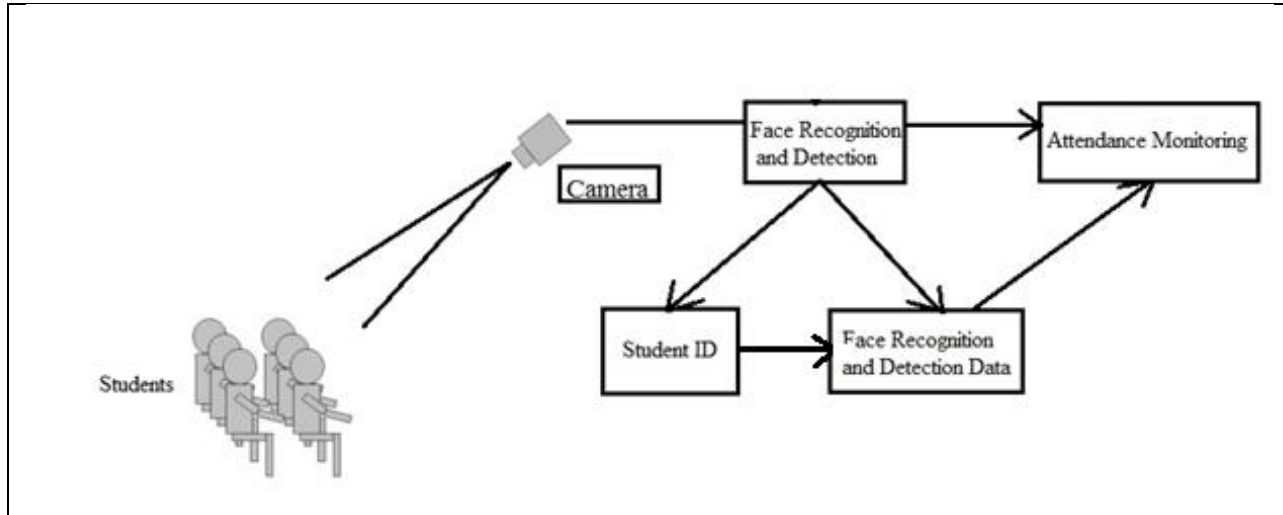 Face Recognition
and Detection
Attendance Monitoring
Camera
Student ID
Face Recognition
and Detection Data
Students